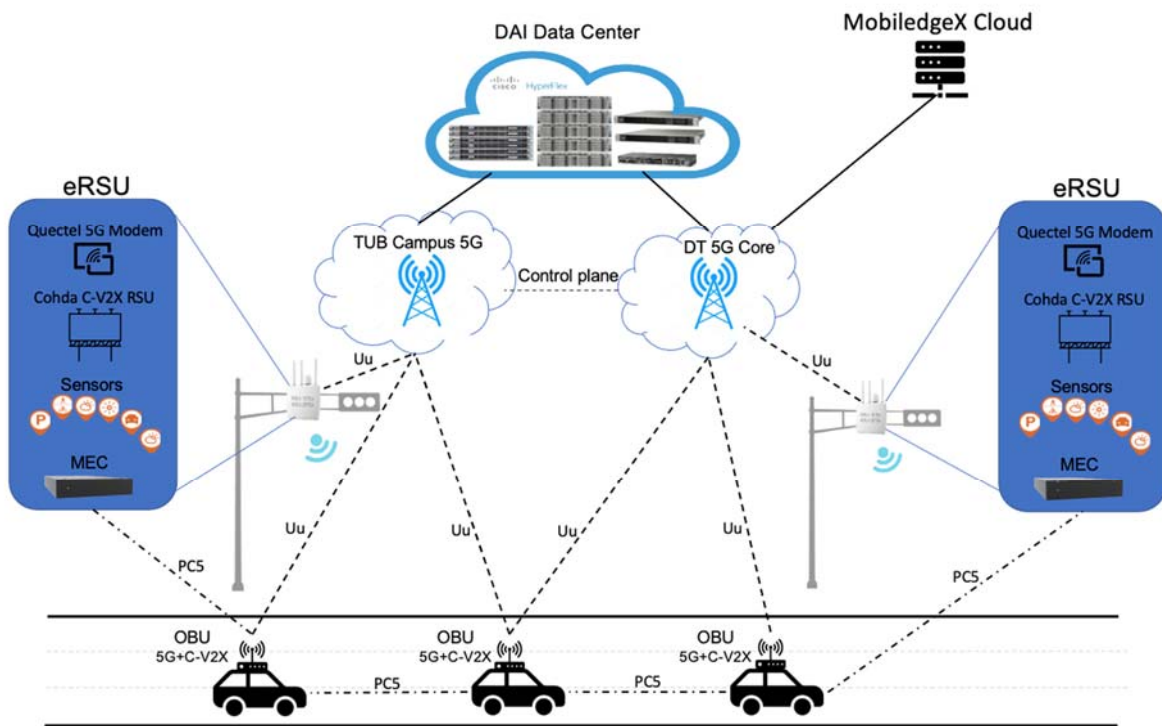 DAI Data Center
MobiledgeX Cloud
CISCO HyperFlex
eRSU
Quectel 5G Modem
Cohda C-V2X RSU
Sensors
P
MEC
TUB Campus 5G
Control plane
DT 5G Core
eRSU
Quectel 5G Modem
Cohda C-V2X RSU
Sensors
P
MEC
Uu
Uu
Uu
Uu
Uu
Uu
PC5
PC5
OBU
5G+C-V2X
OBU
5G+C-V2X
OBU
5G+C-V2X
PC5
PC5